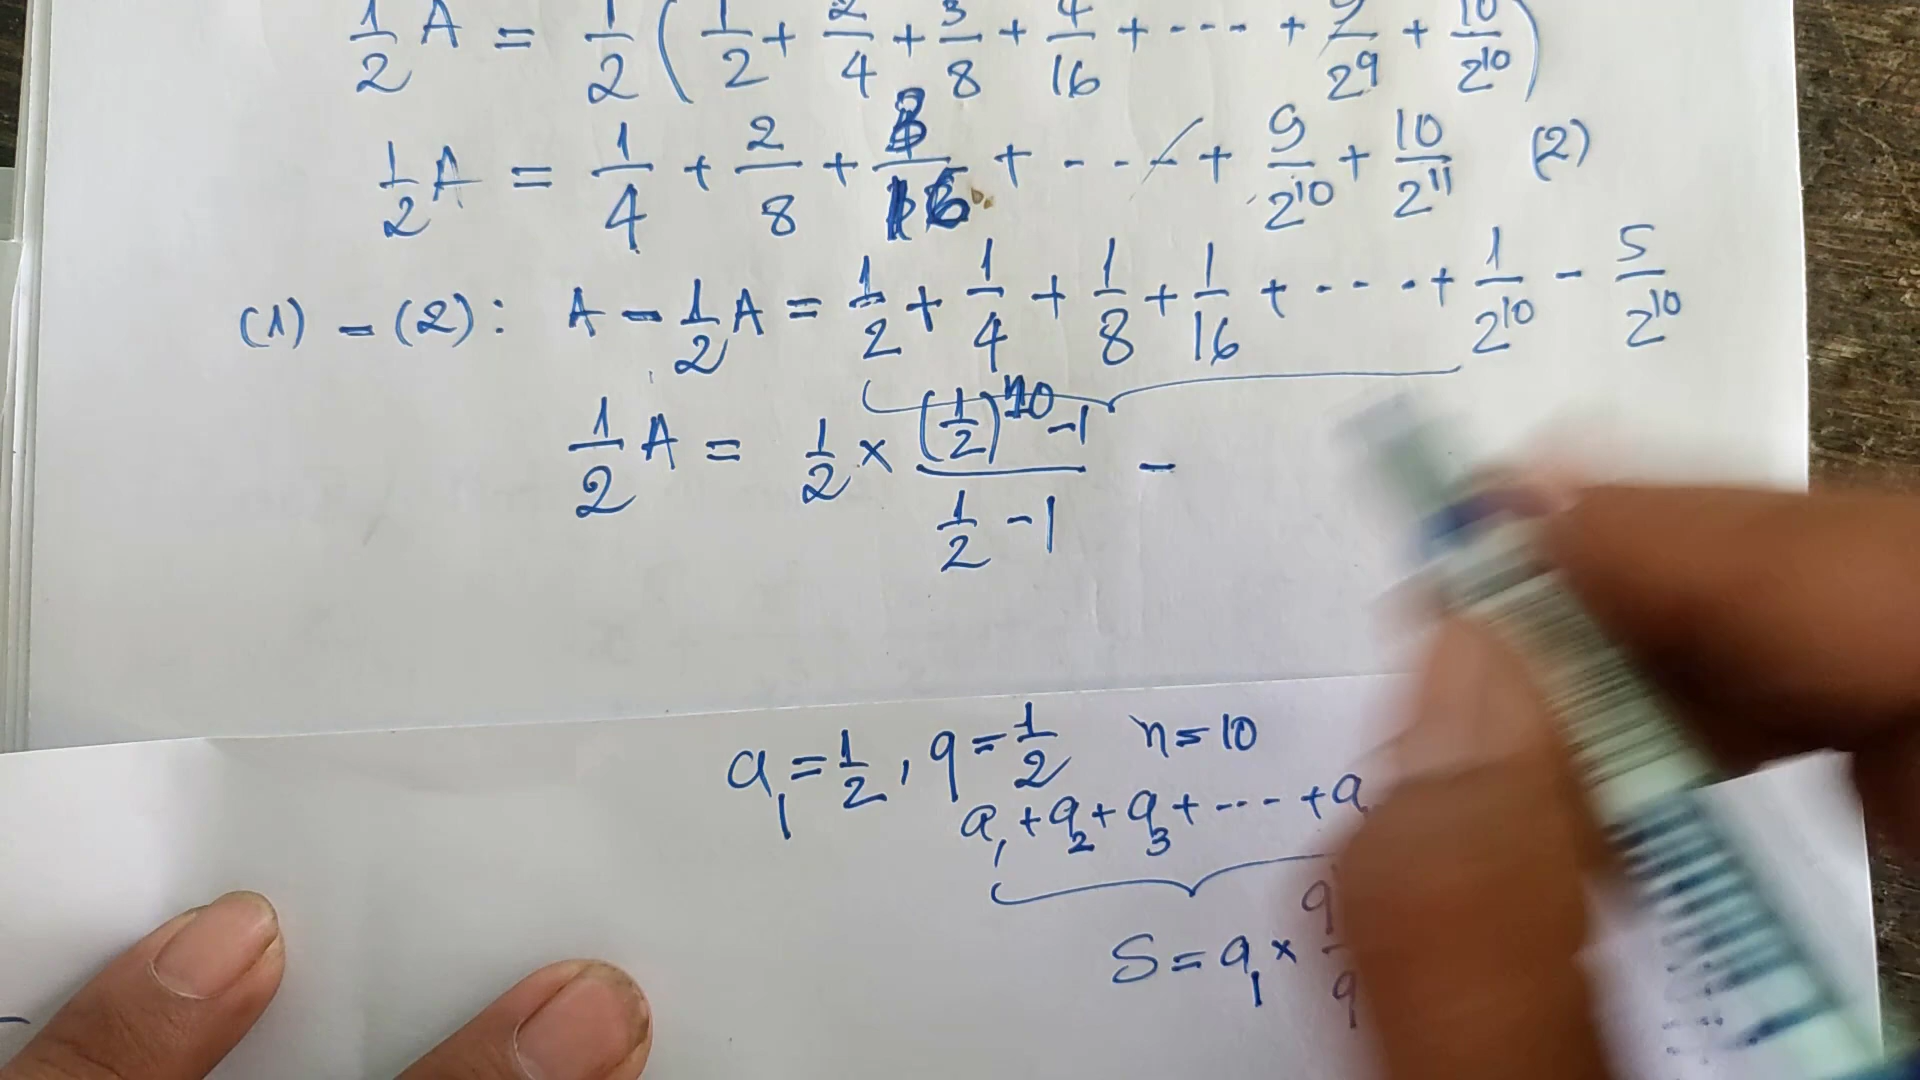 1/2 A = 1/2 ( 1/2 + 2/4 + 3/8 + 4/16 + ---- + 9/2^9 + 10/2^10 )
1/2 A = 1/4 + 2/8 + 3/16 + - - - + 9/2^10 + 10/2^11 (2)
(1) - (2): A - 1/2 A = 1/2 + 1/4 + 1/8 + 1/16 + - - - - + 1/2^10 - 5/2^10
1/2 A = 1/2 × ((1/2)^10 - 1)/(1/2 - 1) -
a₁ = 1/2 , q = 1/2 n = 10
a₁ + a₂ + a₃ + ---- + a
S = a₁ × q/q